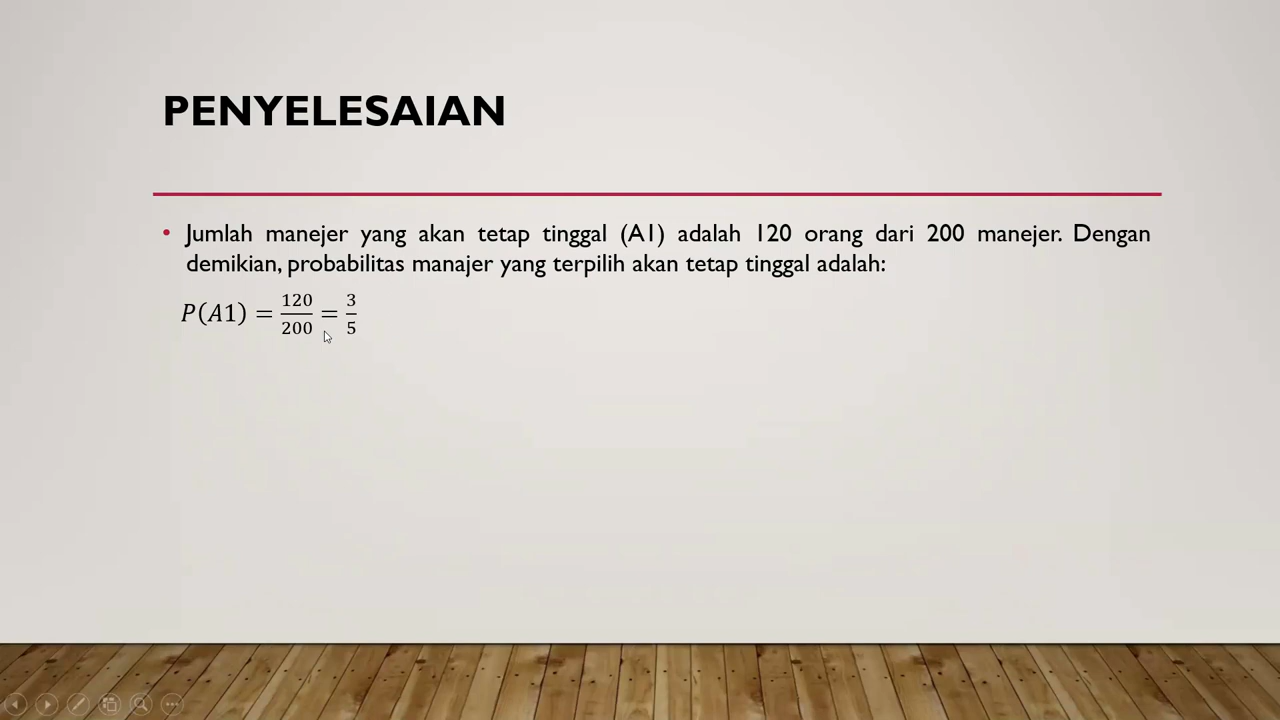 PENYELESAIAN
• Jumlah manejer yang akan tetap tinggal (A1) adalah 120 orang dari 200 manejer. Dengan
demikian, probabilitas manajer yang terpilih akan tetap tinggal adalah:
P(A1) = 120/200 = 3/5